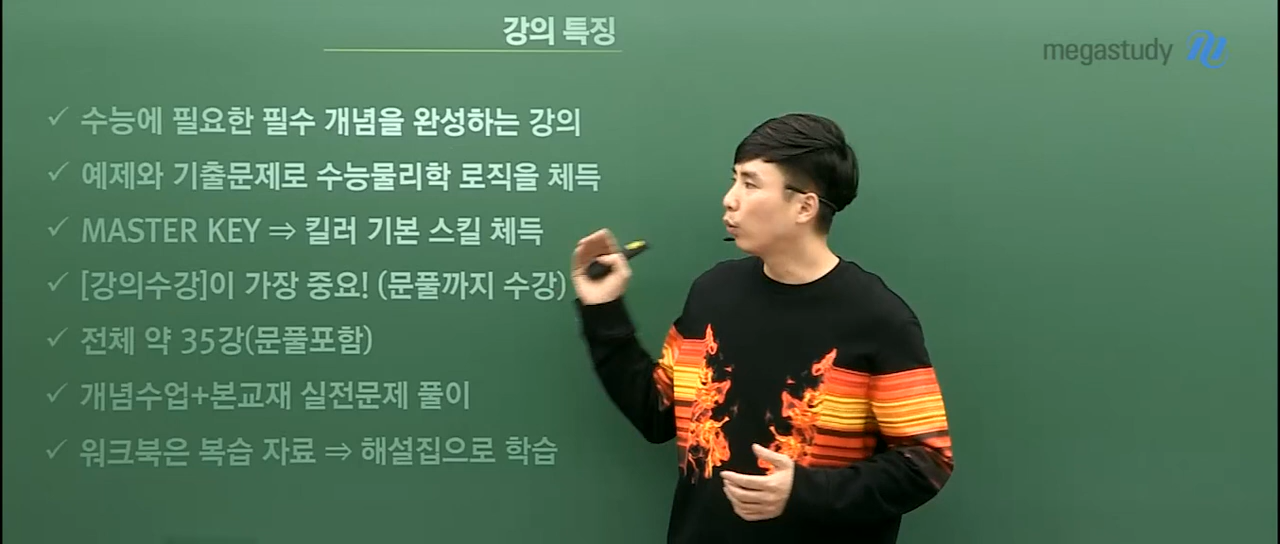 강의 특징
megastudy
수능에 필요한 필수 개념을 완성하는 강의
예제와 기출문제로 수능물리학 로직을 체득
MASTER KEY ⇒ 킬러 기본 스킬 체득
[강의수강]이 가장 중요! (문풀까지 수강)
전체 약 35강(문풀포함)
개념수업+본교재 실전문제 풀이
워크북은 복습 자료 ⇒ 해설집으로 학습